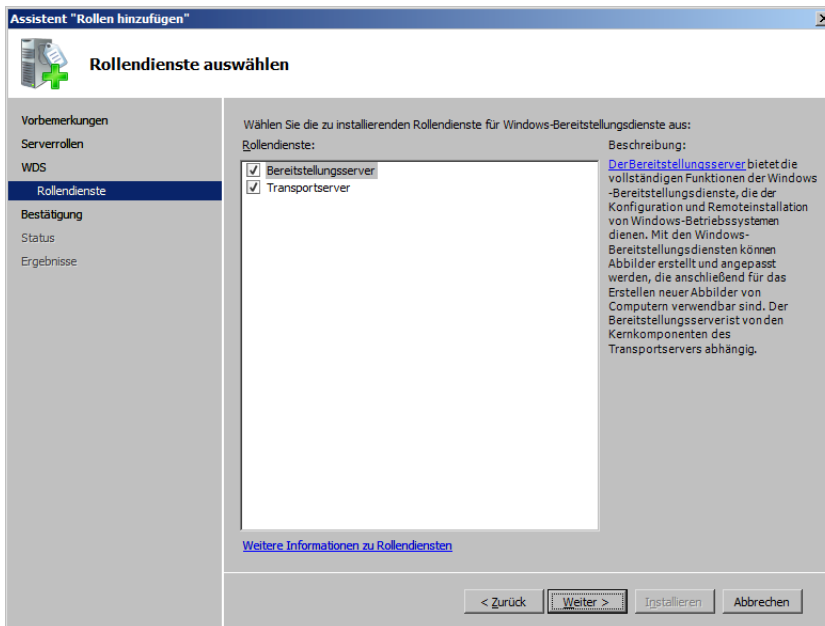 Assistent "Rollen hinzufügen"
Rollendienste auswählen
Vorbemerkungen
Serverrollen
WDS
Rollendienste
Bestätigung
Status
Ergebnisse
Wählen Sie die zu installierenden Rollendienste für Windows-Bereitstellungsdienste aus:
Rollendienste:
Bereitstellungsserver
Transportserver
Weitere Informationen zu Rollendiensten
Beschreibung:
DerBereitstellungsserver bietet die
vollständigen Funktionen der Windows
-Bereitstellungsdienste, die der
Konfiguration und Remoteinstallation
von Windows-Betriebssystemen
dienen. Mit den Windows-
Bereitstellungsdiensten können
Abbilder erstellt und angepasst
werden, die anschließend für das
Erstellen neuer Abbilder von
Computern verwendbar sind. Der
Bereitstellungsserverist von den
Kernkomponenten des
Transportservers abhängig.
< Zurück
Weiter >
Installieren
Abbrechen